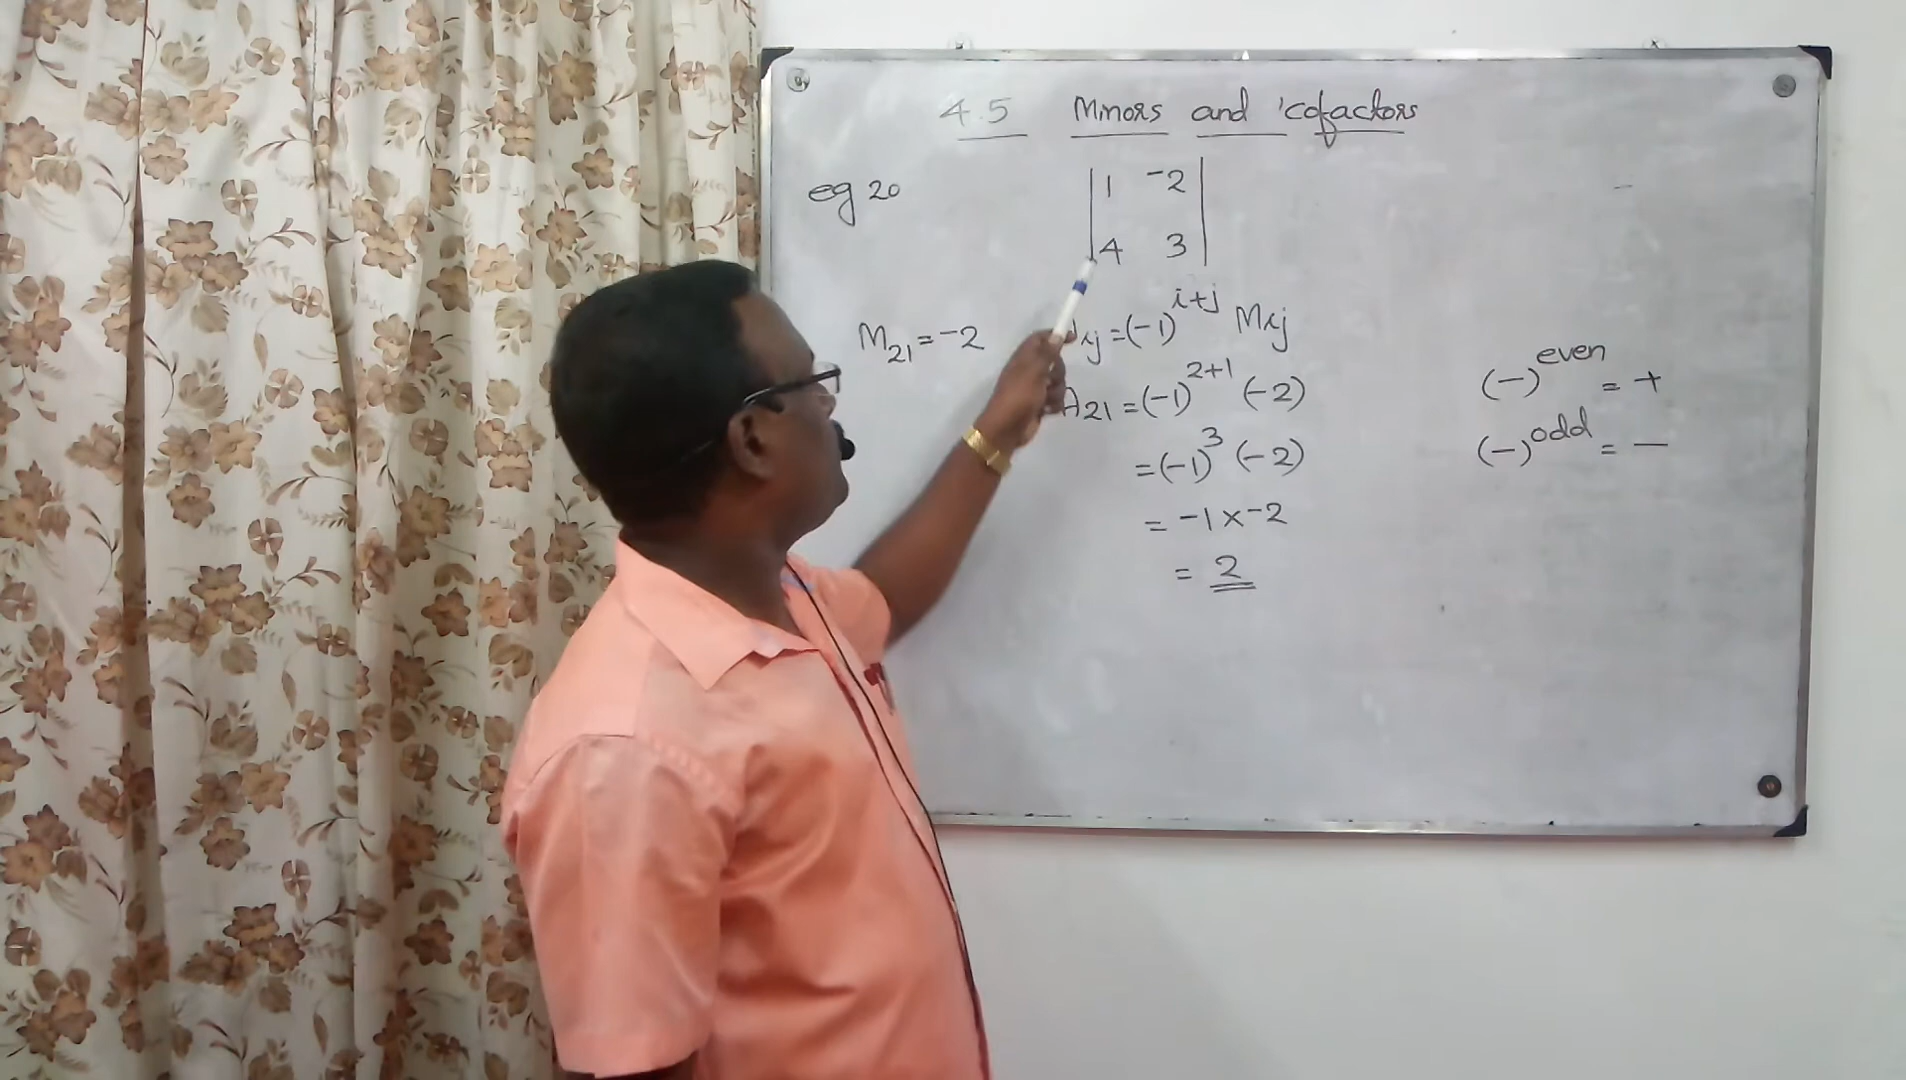 4.5 Minors and cofactors
eg 20
| 1 -2 |
| 4 3 |
M21 = -2
ij = (-1)^i+j Mij
A21 = (-1)^2+1 (-2)
= (-1)^3 (-2)
= -1 x -2
= 2
(-)^even = +
(-)^odd = -